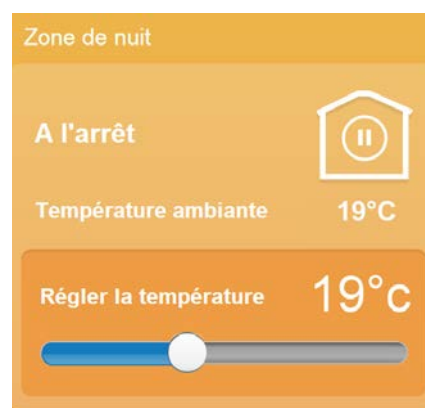 Zone de nuit
A l'arrêt
Température ambiante 19°C
Régler la température 19°c